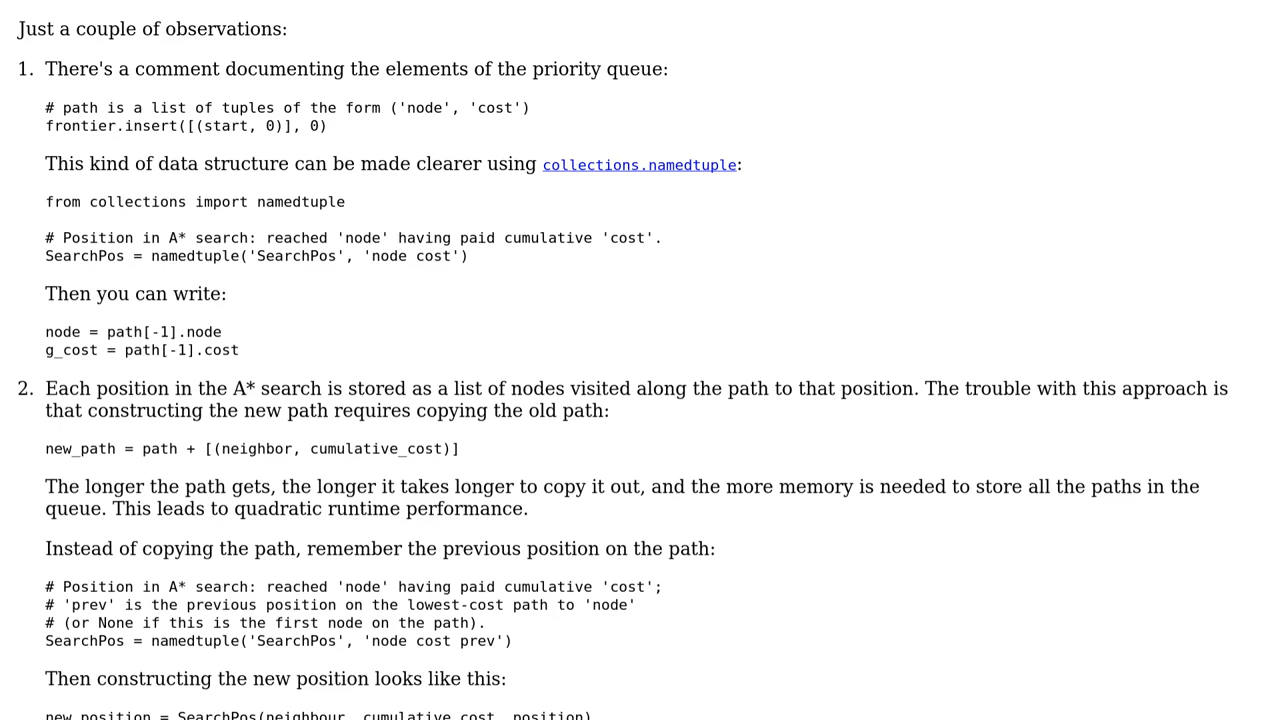 Just a couple of observations:
1. There's a comment documenting the elements of the priority queue:
# path is a list of tuples of the form ('node', 'cost')
frontier.insert([(start, 0)], 0)
This kind of data structure can be made clearer using collections.namedtuple:
from collections import namedtuple
# Position in A* search: reached 'node' having paid cumulative 'cost'.
SearchPos = namedtuple('SearchPos', 'node cost')
Then you can write:
node = path[-1].node
g_cost = path[-1].cost
2. Each position in the A* search is stored as a list of nodes visited along the path to that position. The trouble with this approach is
that constructing the new path requires copying the old path:
new_path = path + [(neighbor, cumulative_cost)]
The longer the path gets, the longer it takes longer to copy it out, and the more memory is needed to store all the paths in the
queue. This leads to quadratic runtime performance.
Instead of copying the path, remember the previous position on the path:
# Position in A* search: reached 'node' having paid cumulative 'cost';
# 'prev' is the previous position on the lowest-cost path to 'node'
# (or None if this is the first node on the path).
SearchPos = namedtuple('SearchPos', 'node cost prev')
Then constructing the new position looks like this:
new_position = SearchPos(neighbour, cumulative_cost, position)